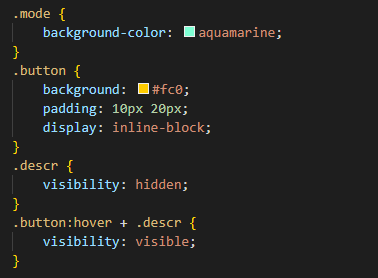 .mode {
    background-color: aquamarine;
}
.button {
    background: #fc0;
    padding: 10px 20px;
    display: inline-block;
}
.descr {
    visibility: hidden;
}
.button:hover + .descr {
    visibility: visible;
}